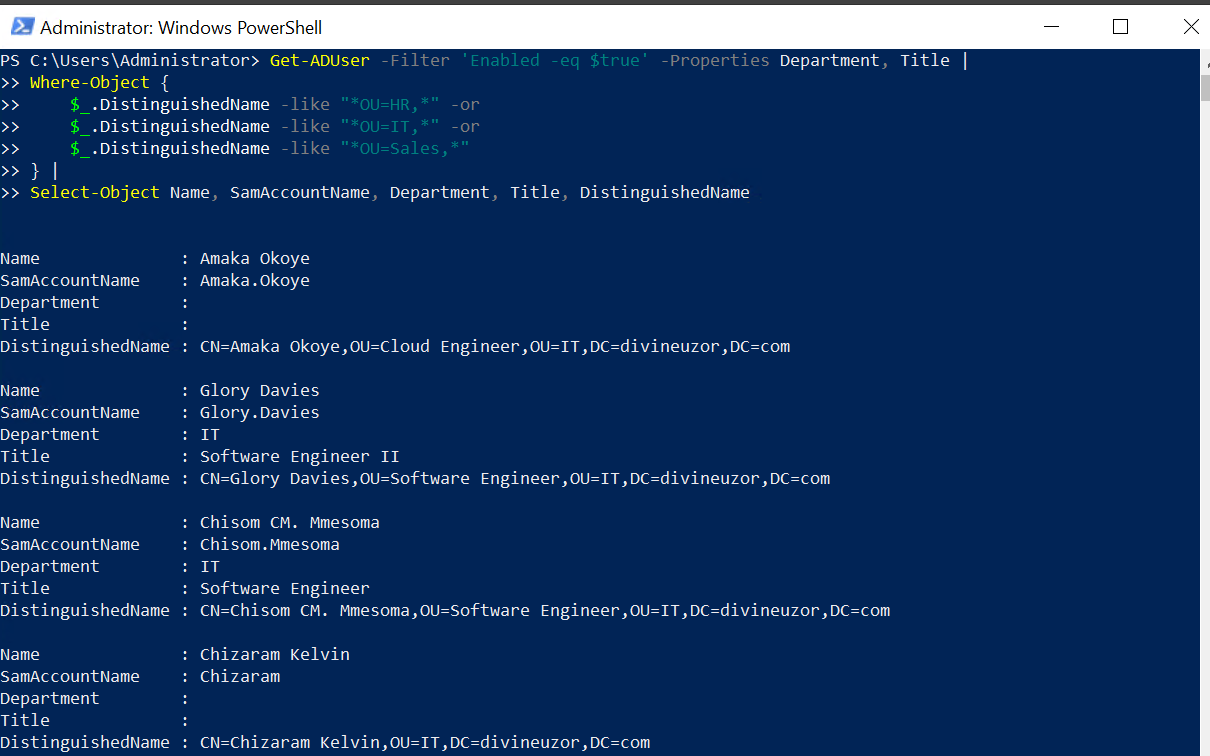 Administrator: Windows PowerShell
PS C:\Users\Administrator> Get-ADUser -Filter 'Enabled -eq $true' -Properties Department, Title |
>> Where-Object {
>>     $_.DistinguishedName -like "*OU=HR,*" -or
>>     $_.DistinguishedName -like "*OU=IT,*" -or
>>     $_.DistinguishedName -like "*OU=Sales,*"
>> } |
>> Select-Object Name, SamAccountName, Department, Title, DistinguishedName
Name              : Amaka Okoye
SamAccountName    : Amaka.Okoye
Department        :
Title             :
DistinguishedName : CN=Amaka Okoye,OU=Cloud Engineer,OU=IT,DC=divineuzor,DC=com
Name              : Glory Davies
SamAccountName    : Glory.Davies
Department        : IT
Title             : Software Engineer II
DistinguishedName : CN=Glory Davies,OU=Software Engineer,OU=IT,DC=divineuzor,DC=com
Name              : Chisom CM. Mmesoma
SamAccountName    : Chisom.Mmesoma
Department        : IT
Title             : Software Engineer
DistinguishedName : CN=Chisom CM. Mmesoma,OU=Software Engineer,OU=IT,DC=divineuzor,DC=com
Name              : Chizaram Kelvin
SamAccountName    : Chizaram
Department        :
Title             :
DistinguishedName : CN=Chizaram Kelvin,OU=IT,DC=divineuzor,DC=com